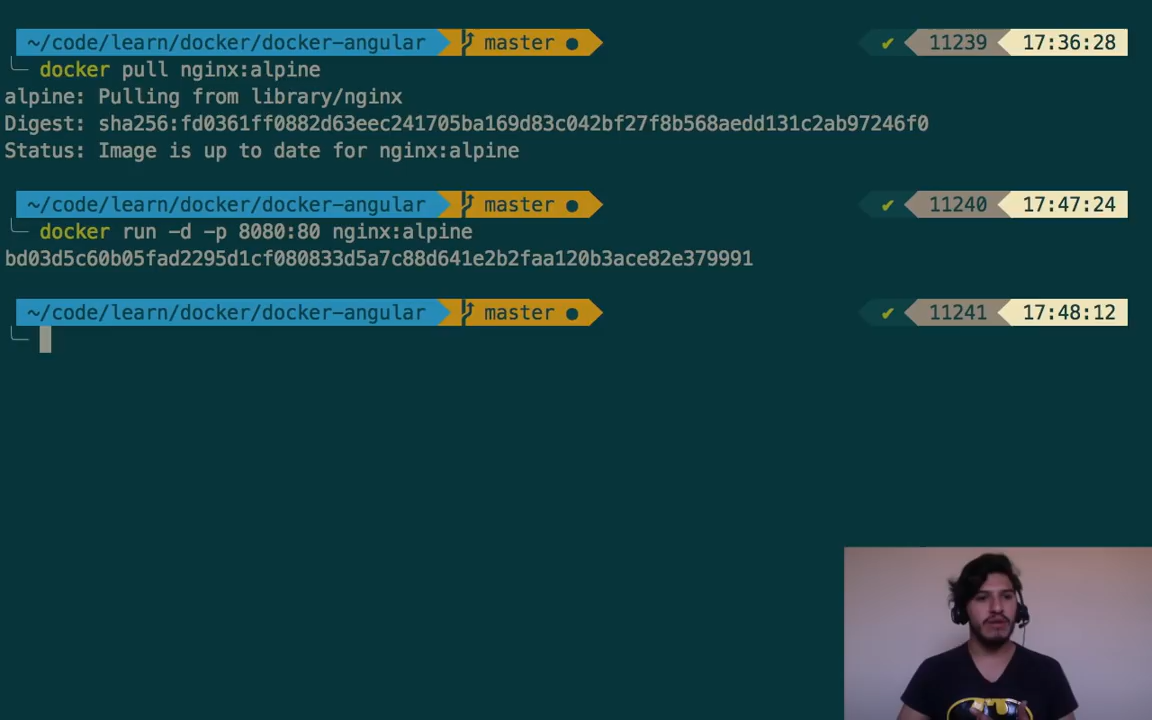 ~/code/learn/docker/docker-angular master ● ✔ 11239 17:36:28
docker pull nginx:alpine
alpine: Pulling from library/nginx
Digest: sha256:fd0361ff0882d63eec241705ba169d83c042bf27f8b568aedd131c2ab97246f0
Status: Image is up to date for nginx:alpine
~/code/learn/docker/docker-angular master ● ✔ 11240 17:47:24
docker run -d -p 8080:80 nginx:alpine
bd03d5c60b05fad2295d1cf080833d5a7c88d641e2b2faa120b3ace82e379991
~/code/learn/docker/docker-angular master ● ✔ 11241 17:48:12